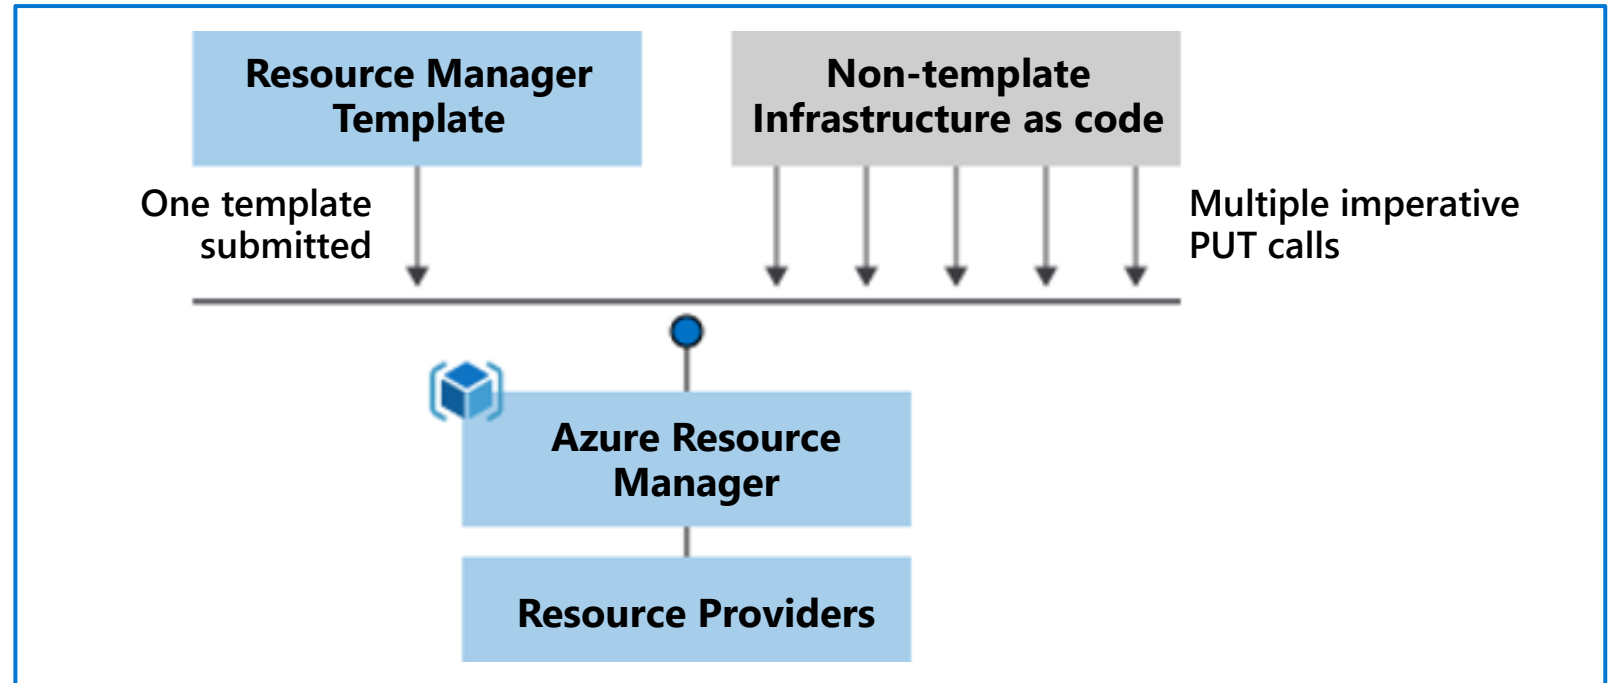 Resource Manager
Template
Non-template
Infrastructure as code
One template
submitted
Multiple imperative
PUT calls
Azure Resource
Manager
Resource Providers